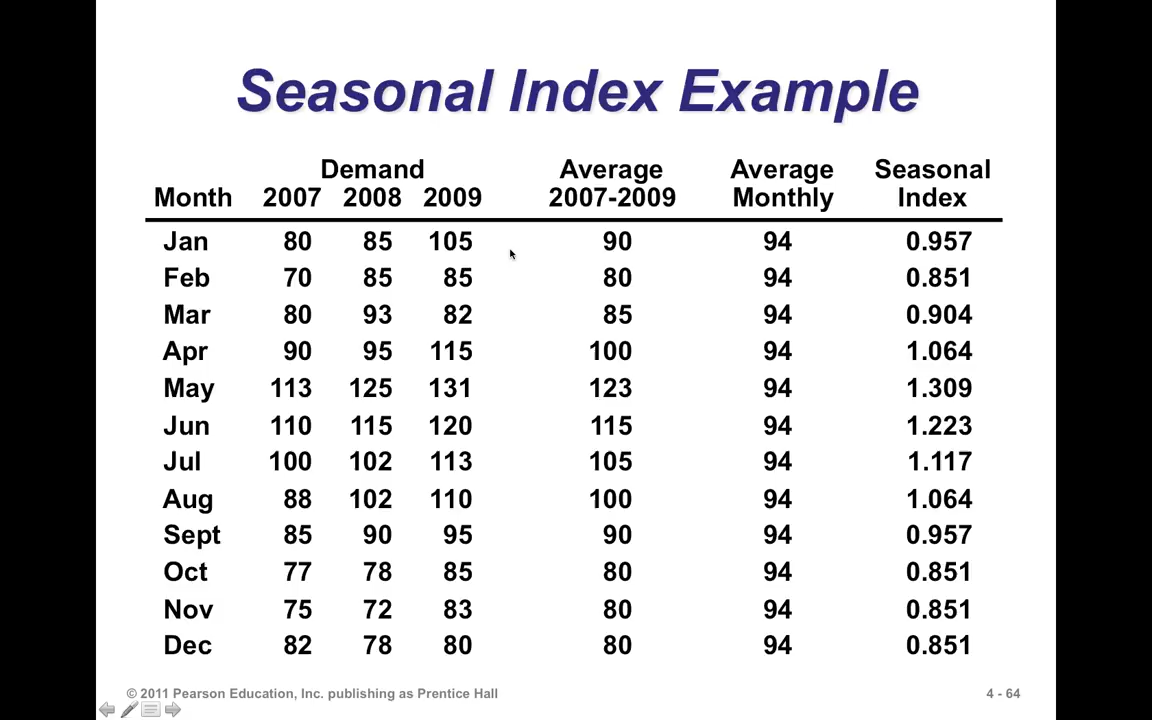 Seasonal Index Example
Demand Average Average Seasonal
Month 2007 2008 2009 2007-2009 Monthly Index
Jan 80 85 105 90 94 0.957
Feb 70 85 85 80 94 0.851
Mar 80 93 82 85 94 0.904
Apr 90 95 115 100 94 1.064
May 113 125 131 123 94 1.309
Jun 110 115 120 115 94 1.223
Jul 100 102 113 105 94 1.117
Aug 88 102 110 100 94 1.064
Sept 85 90 95 90 94 0.957
Oct 77 78 85 80 94 0.851
Nov 75 72 83 80 94 0.851
Dec 82 78 80 80 94 0.851
© 2011 Pearson Education, Inc. publishing as Prentice Hall 4 - 64